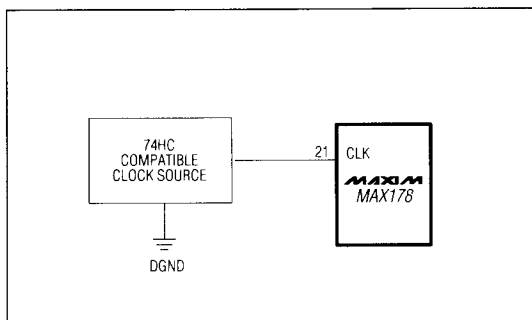 74HC
COMPATIBLE
CLOCK SOURCE
DGND
21 CLK
MAXIM
MAX178